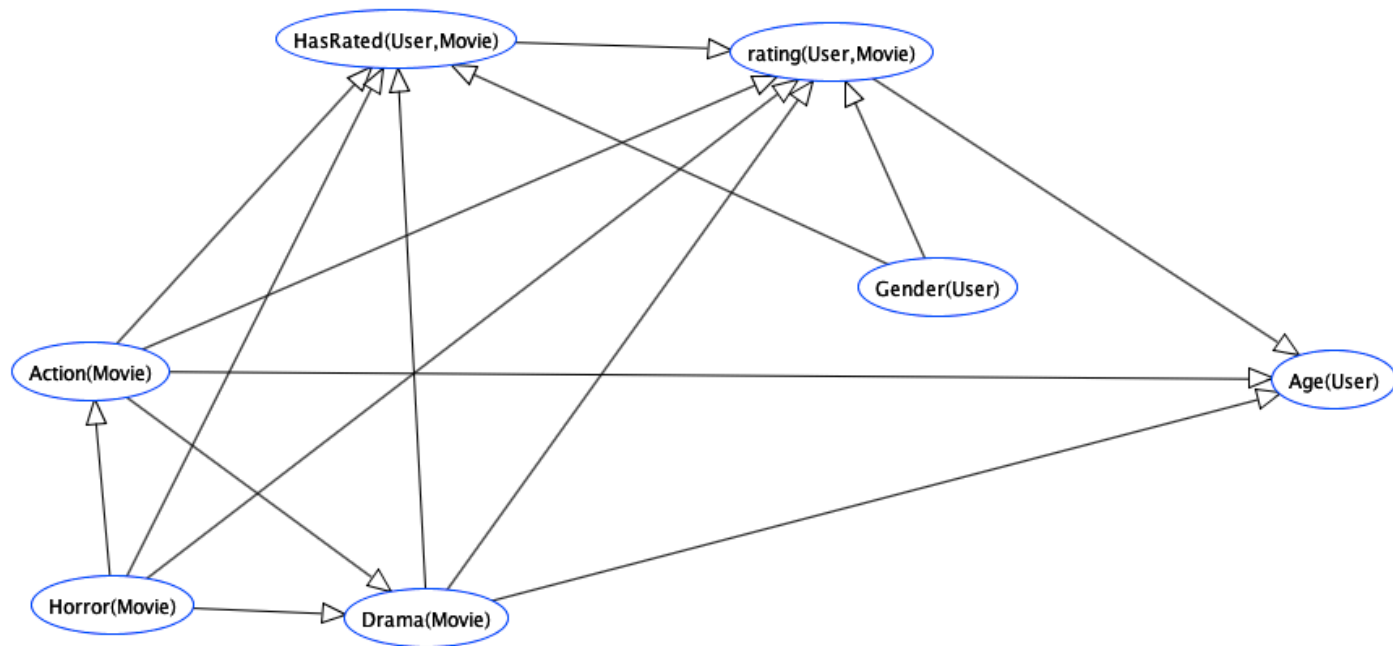 HasRated(User,Movie)
rating(User,Movie)
Gender(User)
Action(Movie)
Age(User)
Horror(Movie)
Drama(Movie)